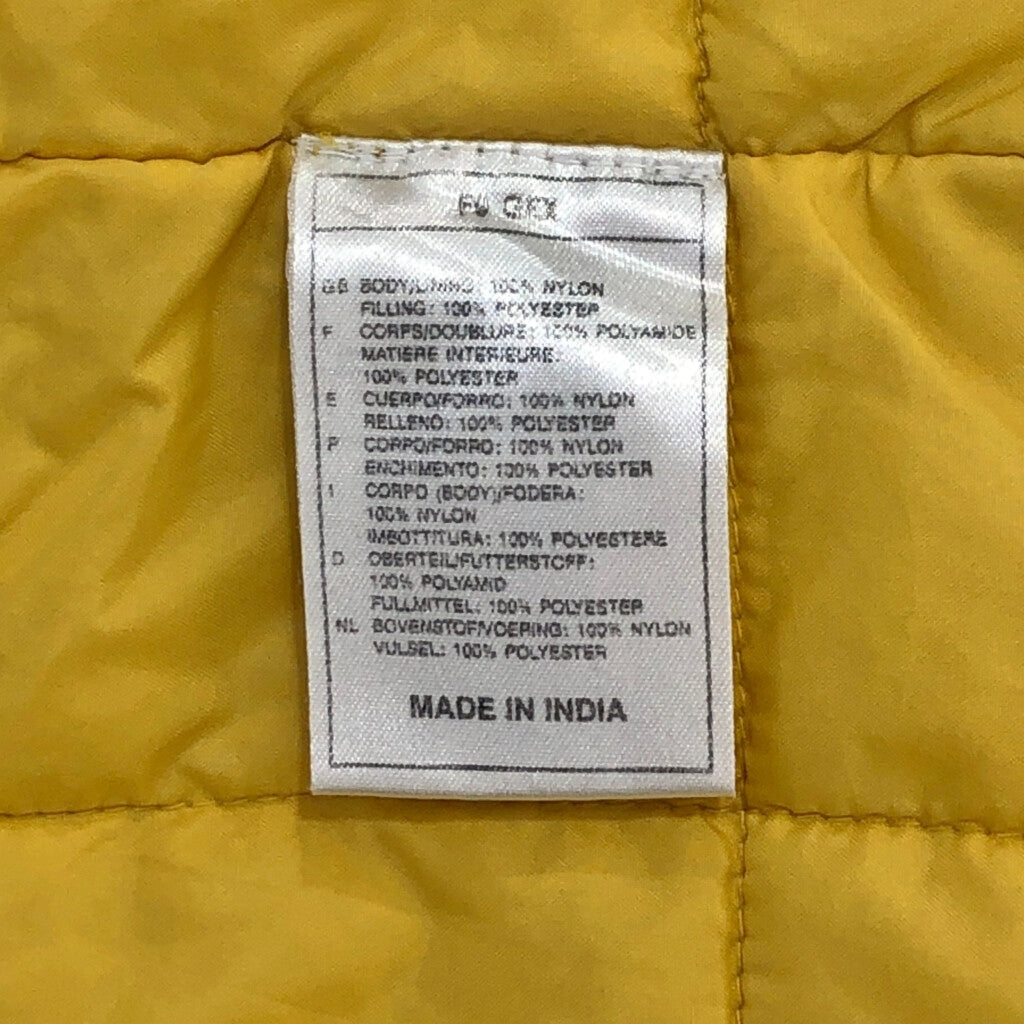 GB BODY/LINING: 100% NYLON
FILLING: 100% POLYESTER
F CORPS/DOUBLURE: 100% POLYAMIDE
MATIERE INTERIEURE:
100% POLYESTER
E CUERPO/FORRO: 100% NYLON
RELLENO: 100% POLYESTER
P CORPO/FORRO: 100% NYLON
ENCHIMENTO: 100% POLYESTER
I CORPO (BODY)/FODERA:
100% NYLON
IMBOTTITURA: 100% POLYESTERE
D OBERTEIL/FUTTERSTOFF:
100% POLYAMID
FULLMITTEL: 100% POLYESTER
NL BOVENSTOF/VOERING: 100% NYLON
VULSEL: 100% POLYESTER
MADE IN INDIA